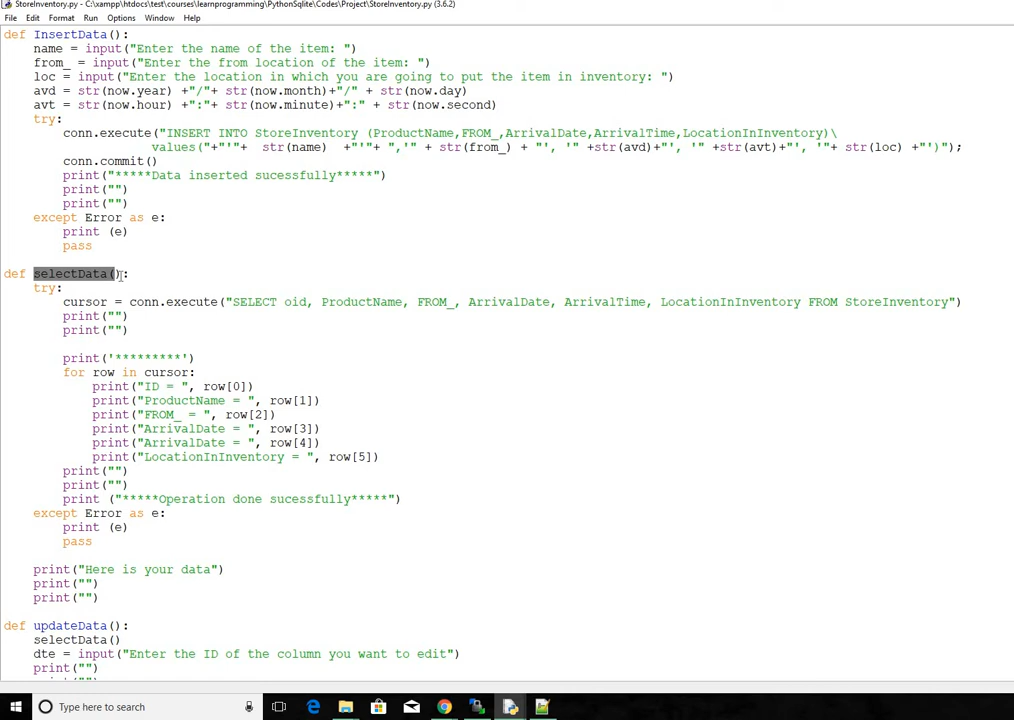 StoreInventory.py - C:\xampp\htdocs\test\courses\learnprogramming\PythonSqlite\Codes\Project\StoreInventory.py (3.6.2)
File Edit Format Run Options Window Help
def InsertData():
    name = input("Enter the name of the item: ")
    from_ = input("Enter the from location of the item: ")
    loc = input("Enter the location in which you are going to put the item in inventory: ")
    avd = str(now.year) +"/"+ str(now.month)+"/" + str(now.day)
    avt = str(now.hour) +":"+ str(now.minute)+":" + str(now.second)
    try:
        conn.execute("INSERT INTO StoreInventory (ProductName,FROM_,ArrivalDate,ArrivalTime,LocationInInventory)\
                    values("+"'"+  str(name)  +"'"+ ",'" + str(from_) + "', '" +str(avd)+"', '" +str(avt)+"', '"+ str(loc) +"')");
        conn.commit()
        print("*****Data inserted sucessfully*****")
        print("")
        print("")
    except Error as e:
        print (e)
        pass
def selectData():
    try:
        cursor = conn.execute("SELECT oid, ProductName, FROM_, ArrivalDate, ArrivalTime, LocationInInventory FROM StoreInventory")
        print("")
        print("")
        print('*********')
        for row in cursor:
            print("ID = ", row[0])
            print("ProductName = ", row[1])
            print("FROM_ = ", row[2])
            print("ArrivalDate = ", row[3])
            print("ArrivalDate = ", row[4])
            print("LocationInInventory = ", row[5])
        print("")
        print("")
        print ("*****Operation done sucessfully*****")
    except Error as e:
        print (e)
        pass
    print("Here is your data")
    print("")
    print("")
def updateData():
    selectData()
    dte = input("Enter the ID of the column you want to edit")
    print("")
Type here to search